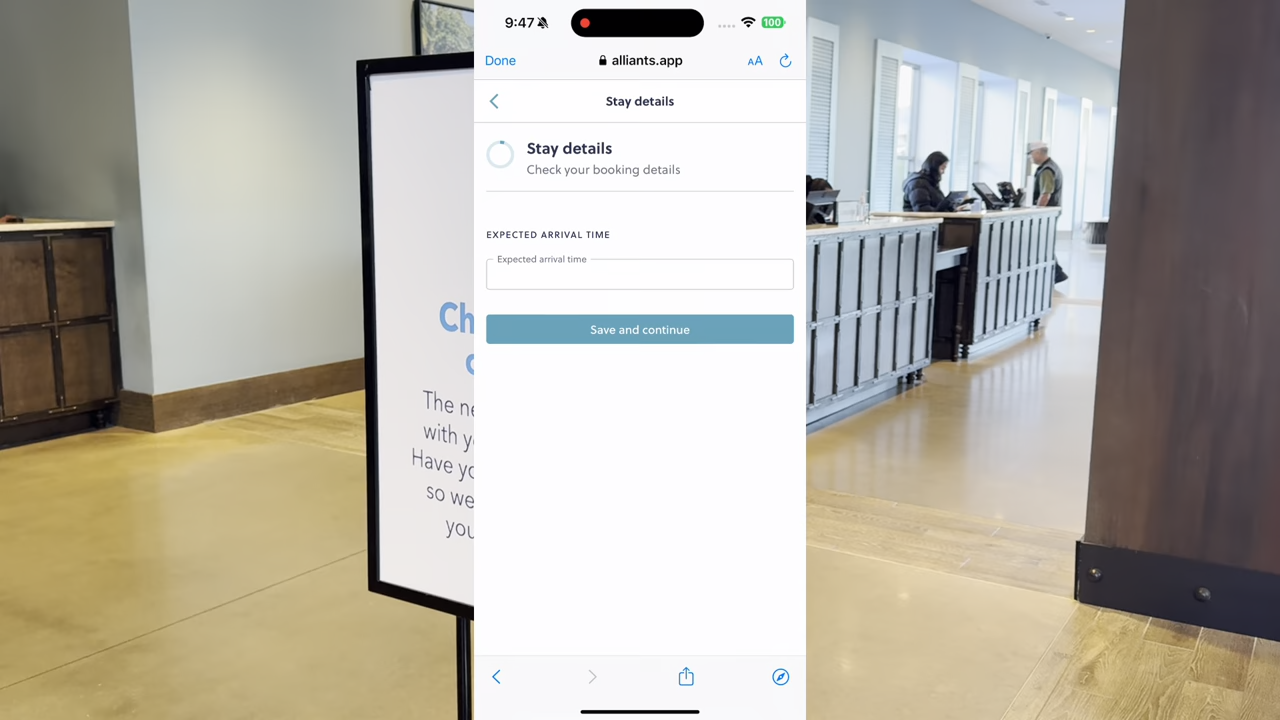 9:47
100
Done
alliants.app
AA
Stay details
Stay details
Check your booking details
EXPECTED ARRIVAL TIME
Expected arrival time
Save and continue
Ch
The ne
with y
Have yo
so we
you